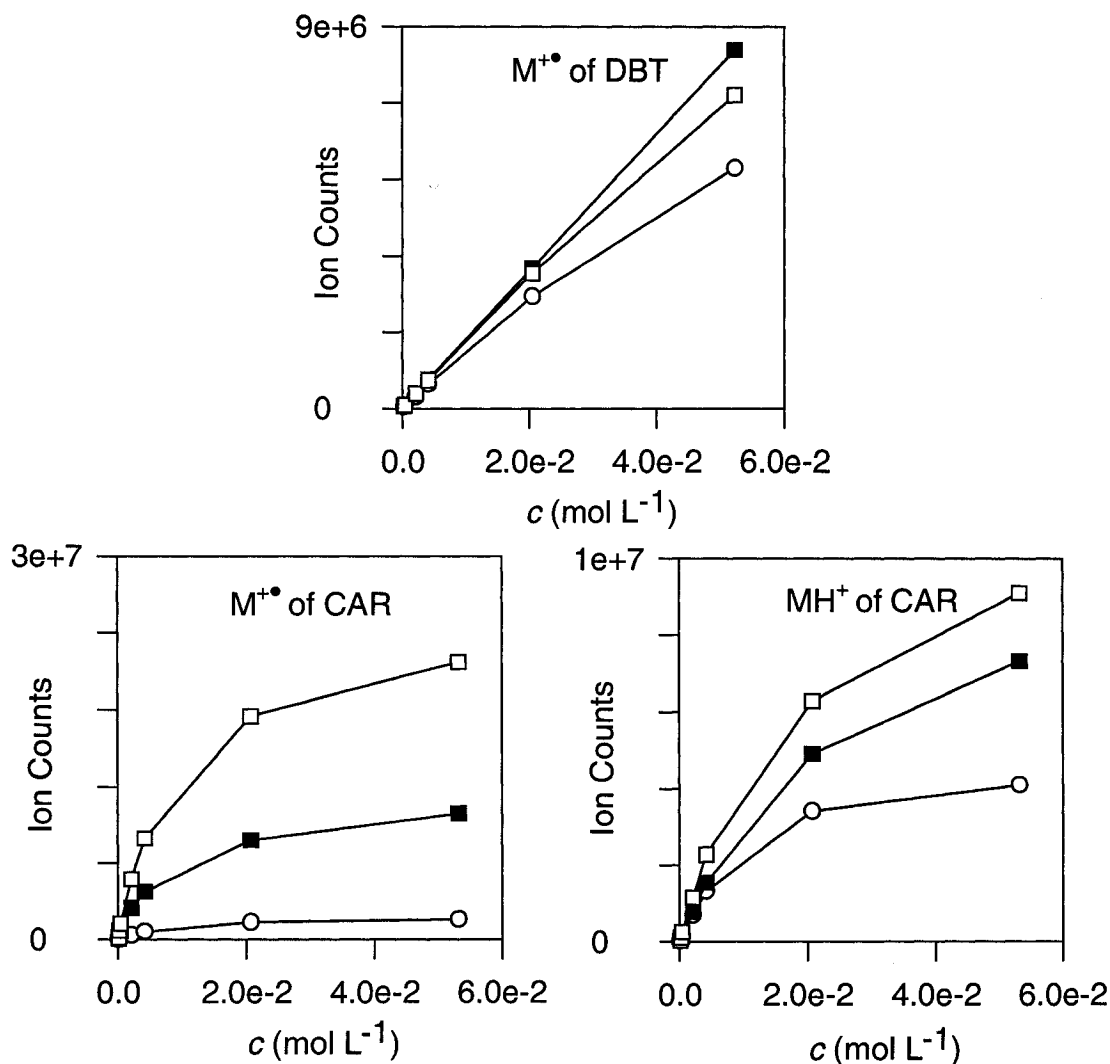 9e+6
M+● of DBT
Ion Counts
0
0.0 2.0e-2 4.0e-2 6.0e-2
c (mol L-1)
3e+7
M+● of CAR
Ion Counts
0
0.0 2.0e-2 4.0e-2 6.0e-2
c (mol L-1)
1e+7
MH+ of CAR
Ion Counts
0
0.0 2.0e-2 4.0e-2 6.0e-2
c (mol L-1)